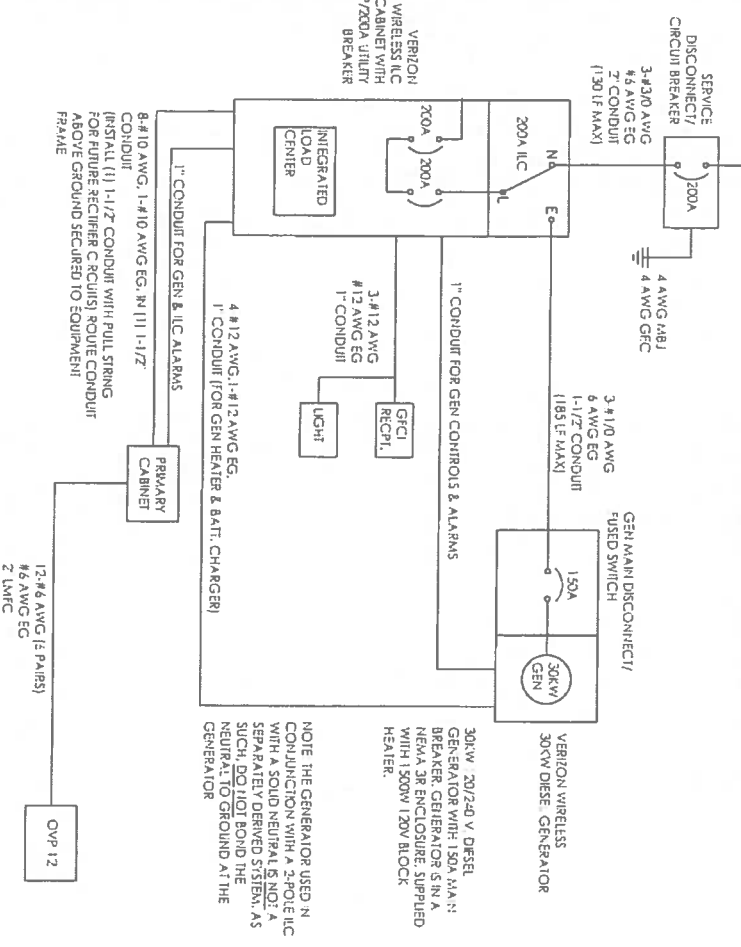 SERVICE
DISCONNECT/
CIRCUIT BREAKER
200A
4 AWG MBJ
4 AWG GEC
3-#3/0 AWG
#6 AWG EG
2" CONDUIT
(130 LF MAX)
VERIZON
WIRELESS ILC
CABINET WITH
P/200A UTILITY
BREAKER
200A ILC
N
E
L
200A
200A
INTEGRATED
LOAD
CENTER
3-#1/0 AWG
6 AWG EG
1-1/2" CONDUIT
(185 LF MAX)
GEN MAIN DISCONNECT/
FUSED SWITCH
150A
30KW
GEN
VERIZON WIRELESS
30KW DIESE. GENERATOR
30KW 20/240 V, DIESEL
GENERATOR WITH 150A MAIN
BREAKER. GENERATOR IS IN A
NEMA 3R ENCLOSURE. SUPPLIED
WITH 1500W 120V BLOCK
HEATER.
1" CONDUIT FOR GEN CONTROLS & ALARMS
3-#12 AWG
#12 AWG EG
1" CONDUIT
GFCI
RECPT.
LIGHT
4 #12 AWG,1-#12 AWG EG.
1" CONDUIT (FOR GEN HEATER & BATT. CHARGER)
NOTE THE GENERATOR USED IN
CONJUNCTION WITH A 2-POLE ILC
WITH A SOLID NEUTRAL IS NOT A
SEPARATELY DERIVED SYSTEM. AS
SUCH, DO NOT BOND THE
NEUTRAL TO GROUND AT THE
GENERATOR
1" CONDUIT FOR GEN & ILC ALARMS
8-#10 AWG, 1-#10 AWG EG. IN (1) 1-1/2"
CONDUIT
(INSTALL (1) 1-1/2" CONDUIT WITH PULL STRING
FOR FUTURE RECTIFIER C RCUITS) ROUTE CONDUIT
ABOVE GROUND SECURED TO EQUIPMENT
FRAME
PRIMARY
CABINET
12-#6 AWG (6 PAIRS)
#6 AWG EG
2" LMFC
OVP 12